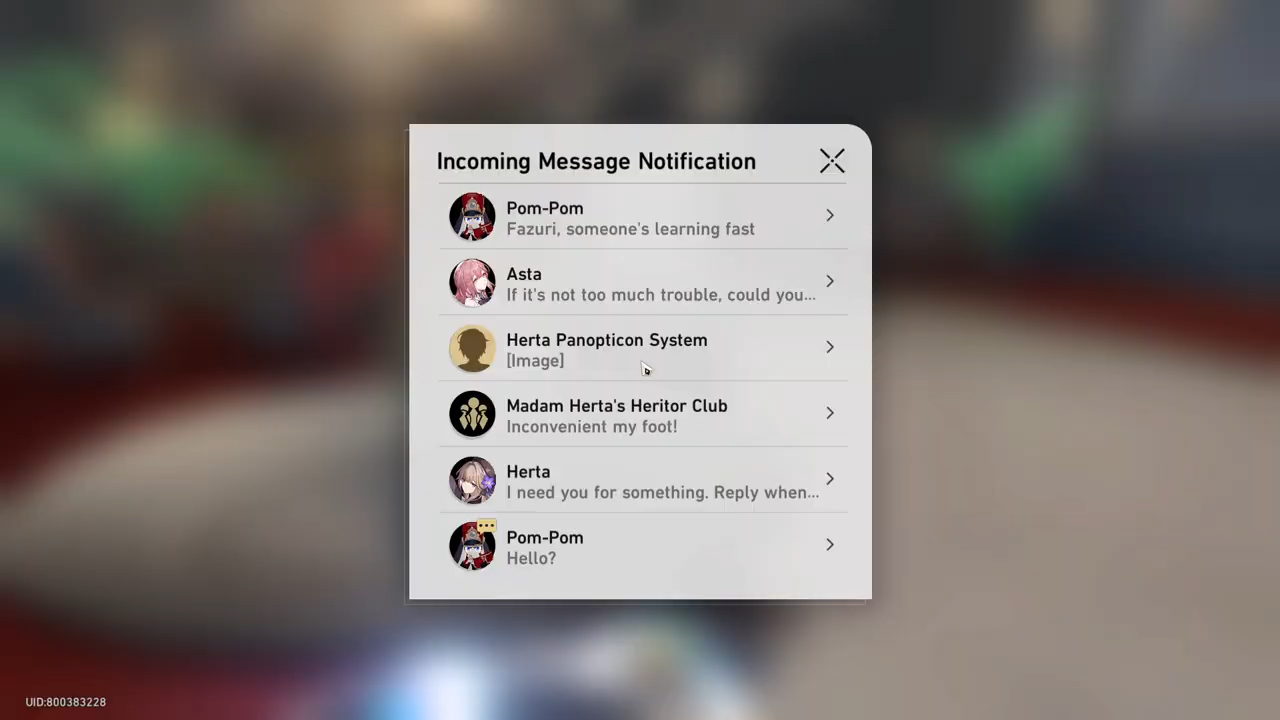 Incoming Message Notification
Pom-Pom
Fazuri, someone's learning fast
Asta
If it's not too much trouble, could you...
Herta Panopticon System
[Image]
Madam Herta's Heritor Club
Inconvenient my foot!
Herta
I need you for something. Reply when...
Pom-Pom
Hello?
UID:800383228